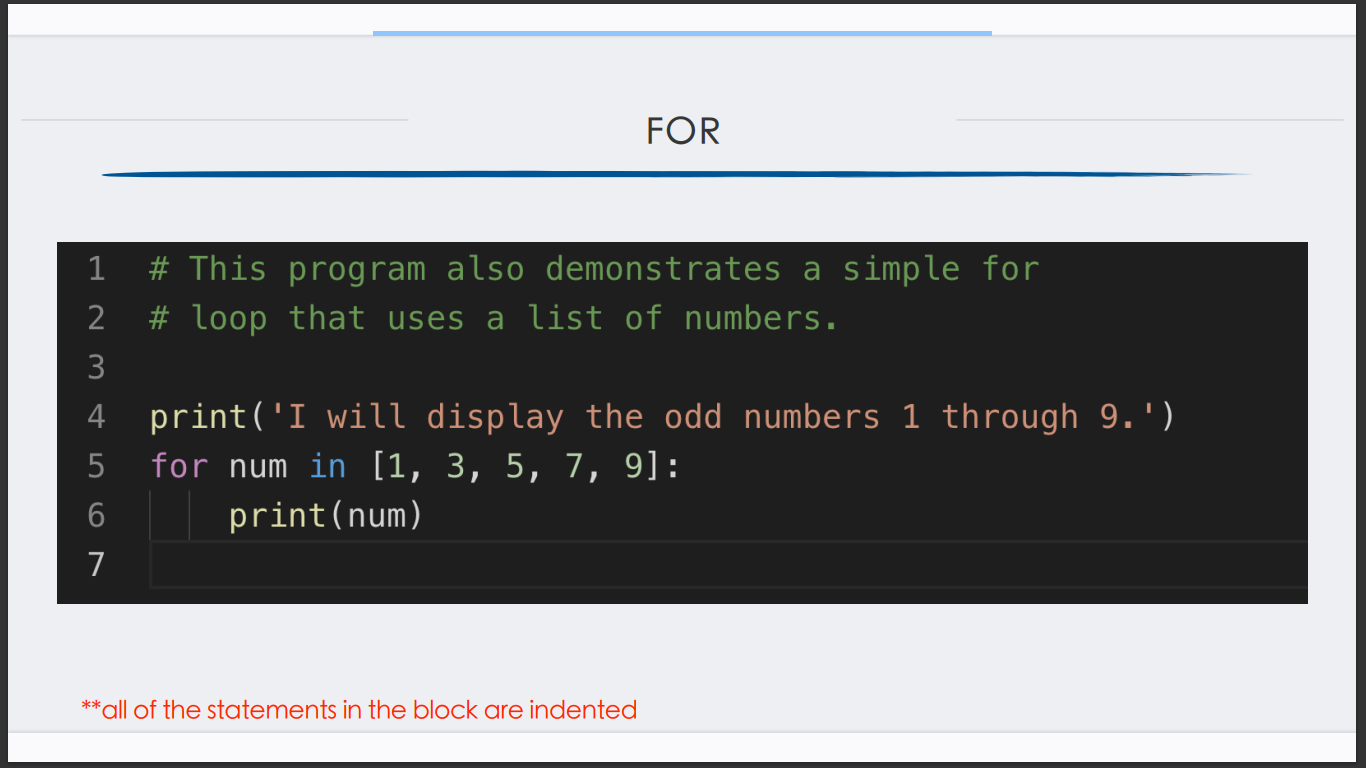 FOR
1 # This program also demonstrates a simple for
2 # loop that uses a list of numbers.
3
4 print('I will display the odd numbers 1 through 9.')
5 for num in [1, 3, 5, 7, 9]:
6     print(num)
7
**all of the statements in the block are indented